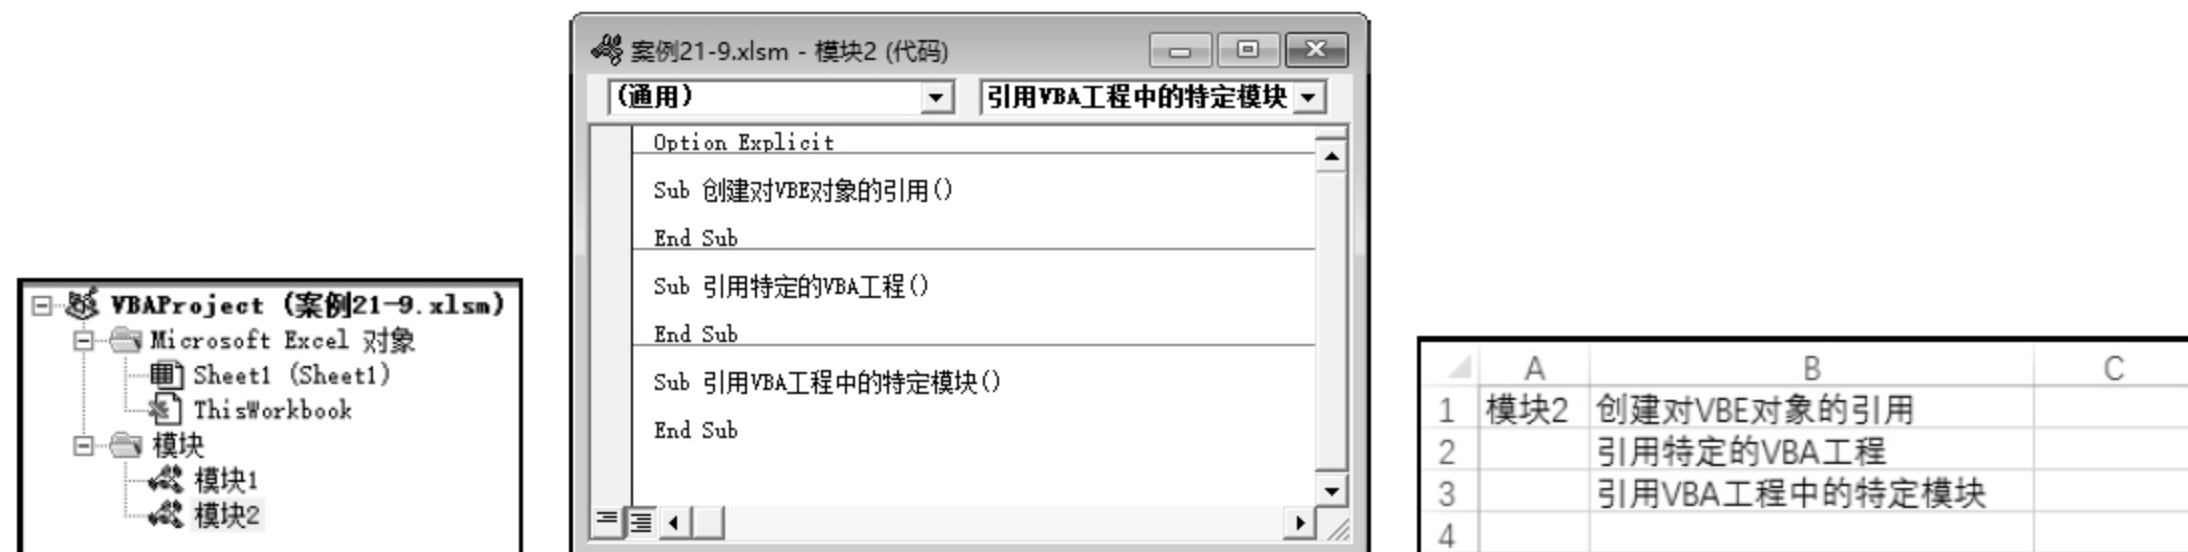 VBAProject (案例21-9.xlsm)
Microsoft Excel 对象
Sheet1 (Sheet1)
ThisWorkbook
模块
模块1
模块2
案例21-9.xlsm - 模块2 (代码)
(通用)
引用VBA工程中的特定模块
Option Explicit
Sub 创建对VBE对象的引用()
End Sub
Sub 引用特定的VBA工程()
End Sub
Sub 引用VBA工程中的特定模块()
End Sub
A B C
1 模块2 创建对VBE对象的引用
2 引用特定的VBA工程
3 引用VBA工程中的特定模块
4